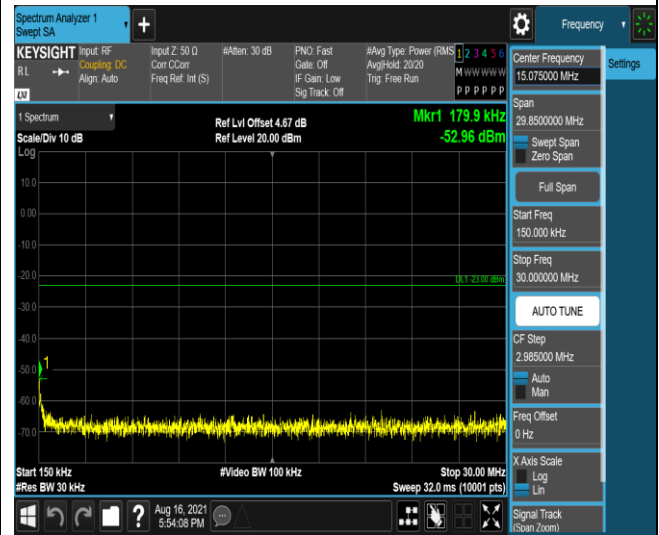 Spectrum Analyzer 1
Swept SA
+
Frequency
KEYSIGHT
RL
LXI
Input: RF
Coupling: DC
Align: Auto
Input Z: 50 Ω
Corr CCorr
Freq Ref: Int (S)
#Atten: 30 dB
PNO: Fast
Gate: Off
IF Gain: Low
Sig Track: Off
#Avg Type: Power (RMS
Avg|Hold: 20/20
Trig: Free Run
1 2 3 4 5 6
M W W W W W
P P P P P P
1 Spectrum
Scale/Div 10 dB
Log
Ref Lvl Offset 4.67 dB
Ref Level 20.00 dBm
Mkr1 179.9 kHz
-52.96 dBm
10.0
0.00
-10.0
-20.0
DL1 -23.00 dBm
-30.0
-40.0
1
-50.0
-60.0
-70.0
Start 150 kHz
#Res BW 30 kHz
#Video BW 100 kHz
Stop 30.00 MHz
Sweep 32.0 ms (10001 pts)
?
Aug 16, 2021
5:54:08 PM
Center Frequency
15.075000 MHz
Settings
Span
29.8500000 MHz
Swept Span
Zero Span
Full Span
Start Freq
150.000 kHz
Stop Freq
30.000000 MHz
AUTO TUNE
CF Step
2.985000 MHz
Auto
Man
Freq Offset
0 Hz
X Axis Scale
Log
Lin
Signal Track
(Span Zoom)